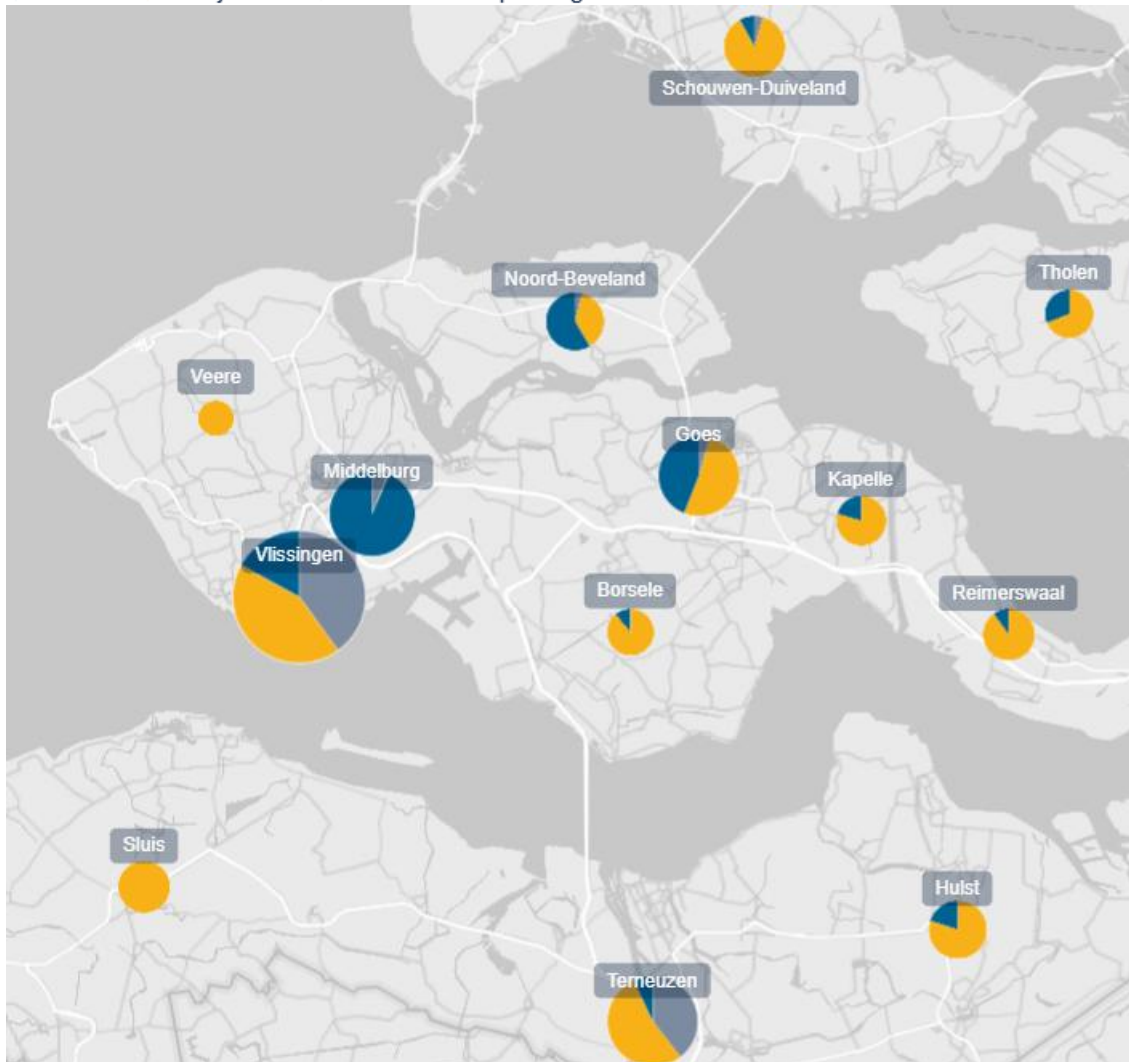 Schouwen-Duiveland
Noord-Beveland
Tholen
Veere
Goes
Middelburg
Kapelle
Vlissingen
Borsele
Reimerswaal
Sluis
Hulst
Terneuzen